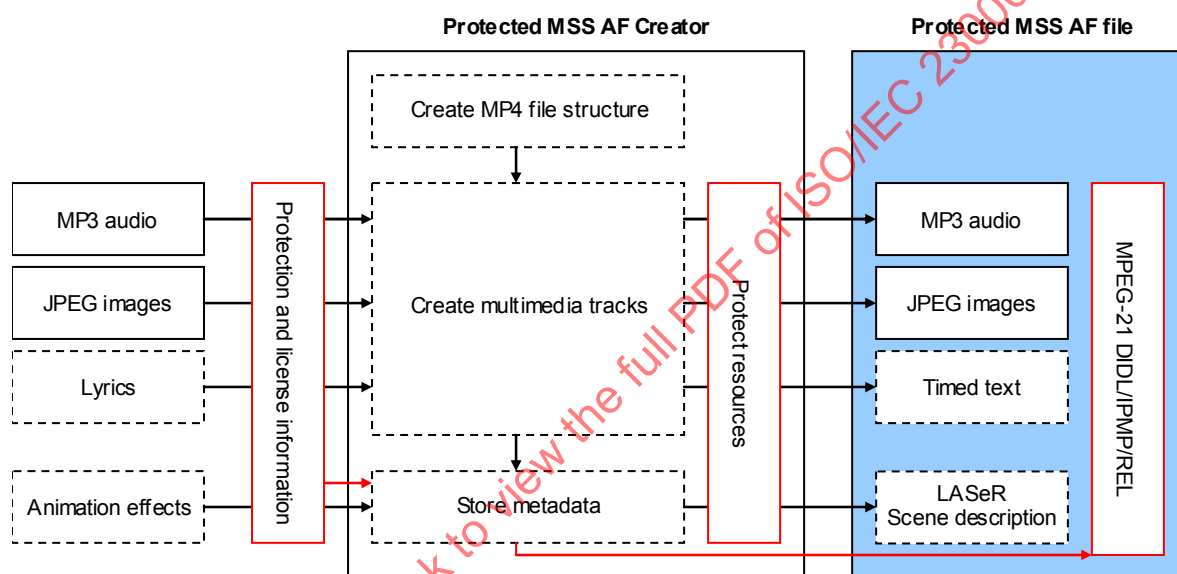 Protected MSS AF Creator
Protected MSS AF file
Create MP4 file structure
MP3 audio
JPEG images
Lyrics
Animation effects
Protection and license information
Create multimedia tracks
Store metadata
Protect resources
MP3 audio
JPEG images
Timed text
LASeR
Scene description
MPEG-21 DIDL/IPMP/REL
k to view the full PDF of ISO/IEC 23000